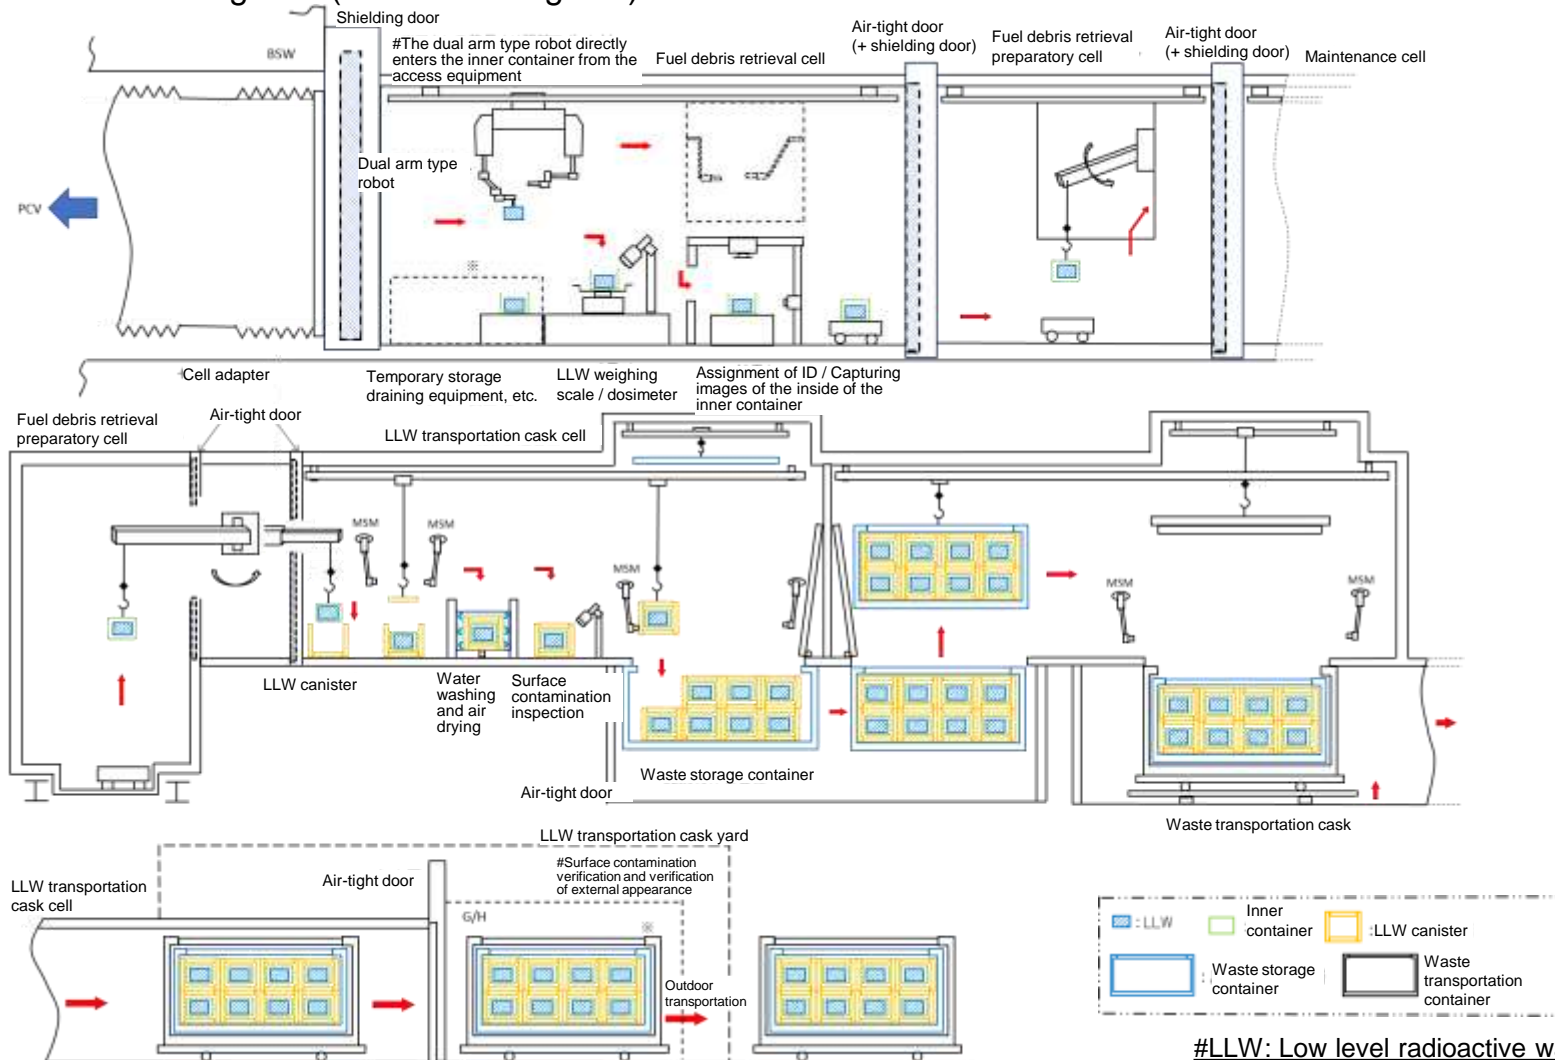 Shielding door
BSW
#The dual arm type robot directly
enters the inner container from the
access equipment
Fuel debris retrieval cell
Air-tight door
(+ shielding door)
Fuel debris retrieval
preparatory cell
Air-tight door
(+ shielding door)
Maintenance cell
Dual arm type
robot
PCV
※
Cell adapter
Temporary storage
draining equipment, etc.
LLW weighing
scale / dosimeter
Assignment of ID / Capturing
images of the inside of the
inner container
Fuel debris retrieval
preparatory cell
Air-tight door
LLW transportation cask cell
MSM
MSM
MSM
MSM
MSM
LLW canister
Water
washing
and air
drying
Surface
contamination
inspection
Waste storage container
Air-tight door
Waste transportation cask
LLW transportation cask yard
#Surface contamination
verification and verification
of external appearance
LLW transportation
cask cell
Air-tight door
G/H
※
Outdoor
transportation
:LLW
Inner
container
:LLW canister
: Waste storage
container
Waste
transportation
container
#LLW: Low level radioactive w